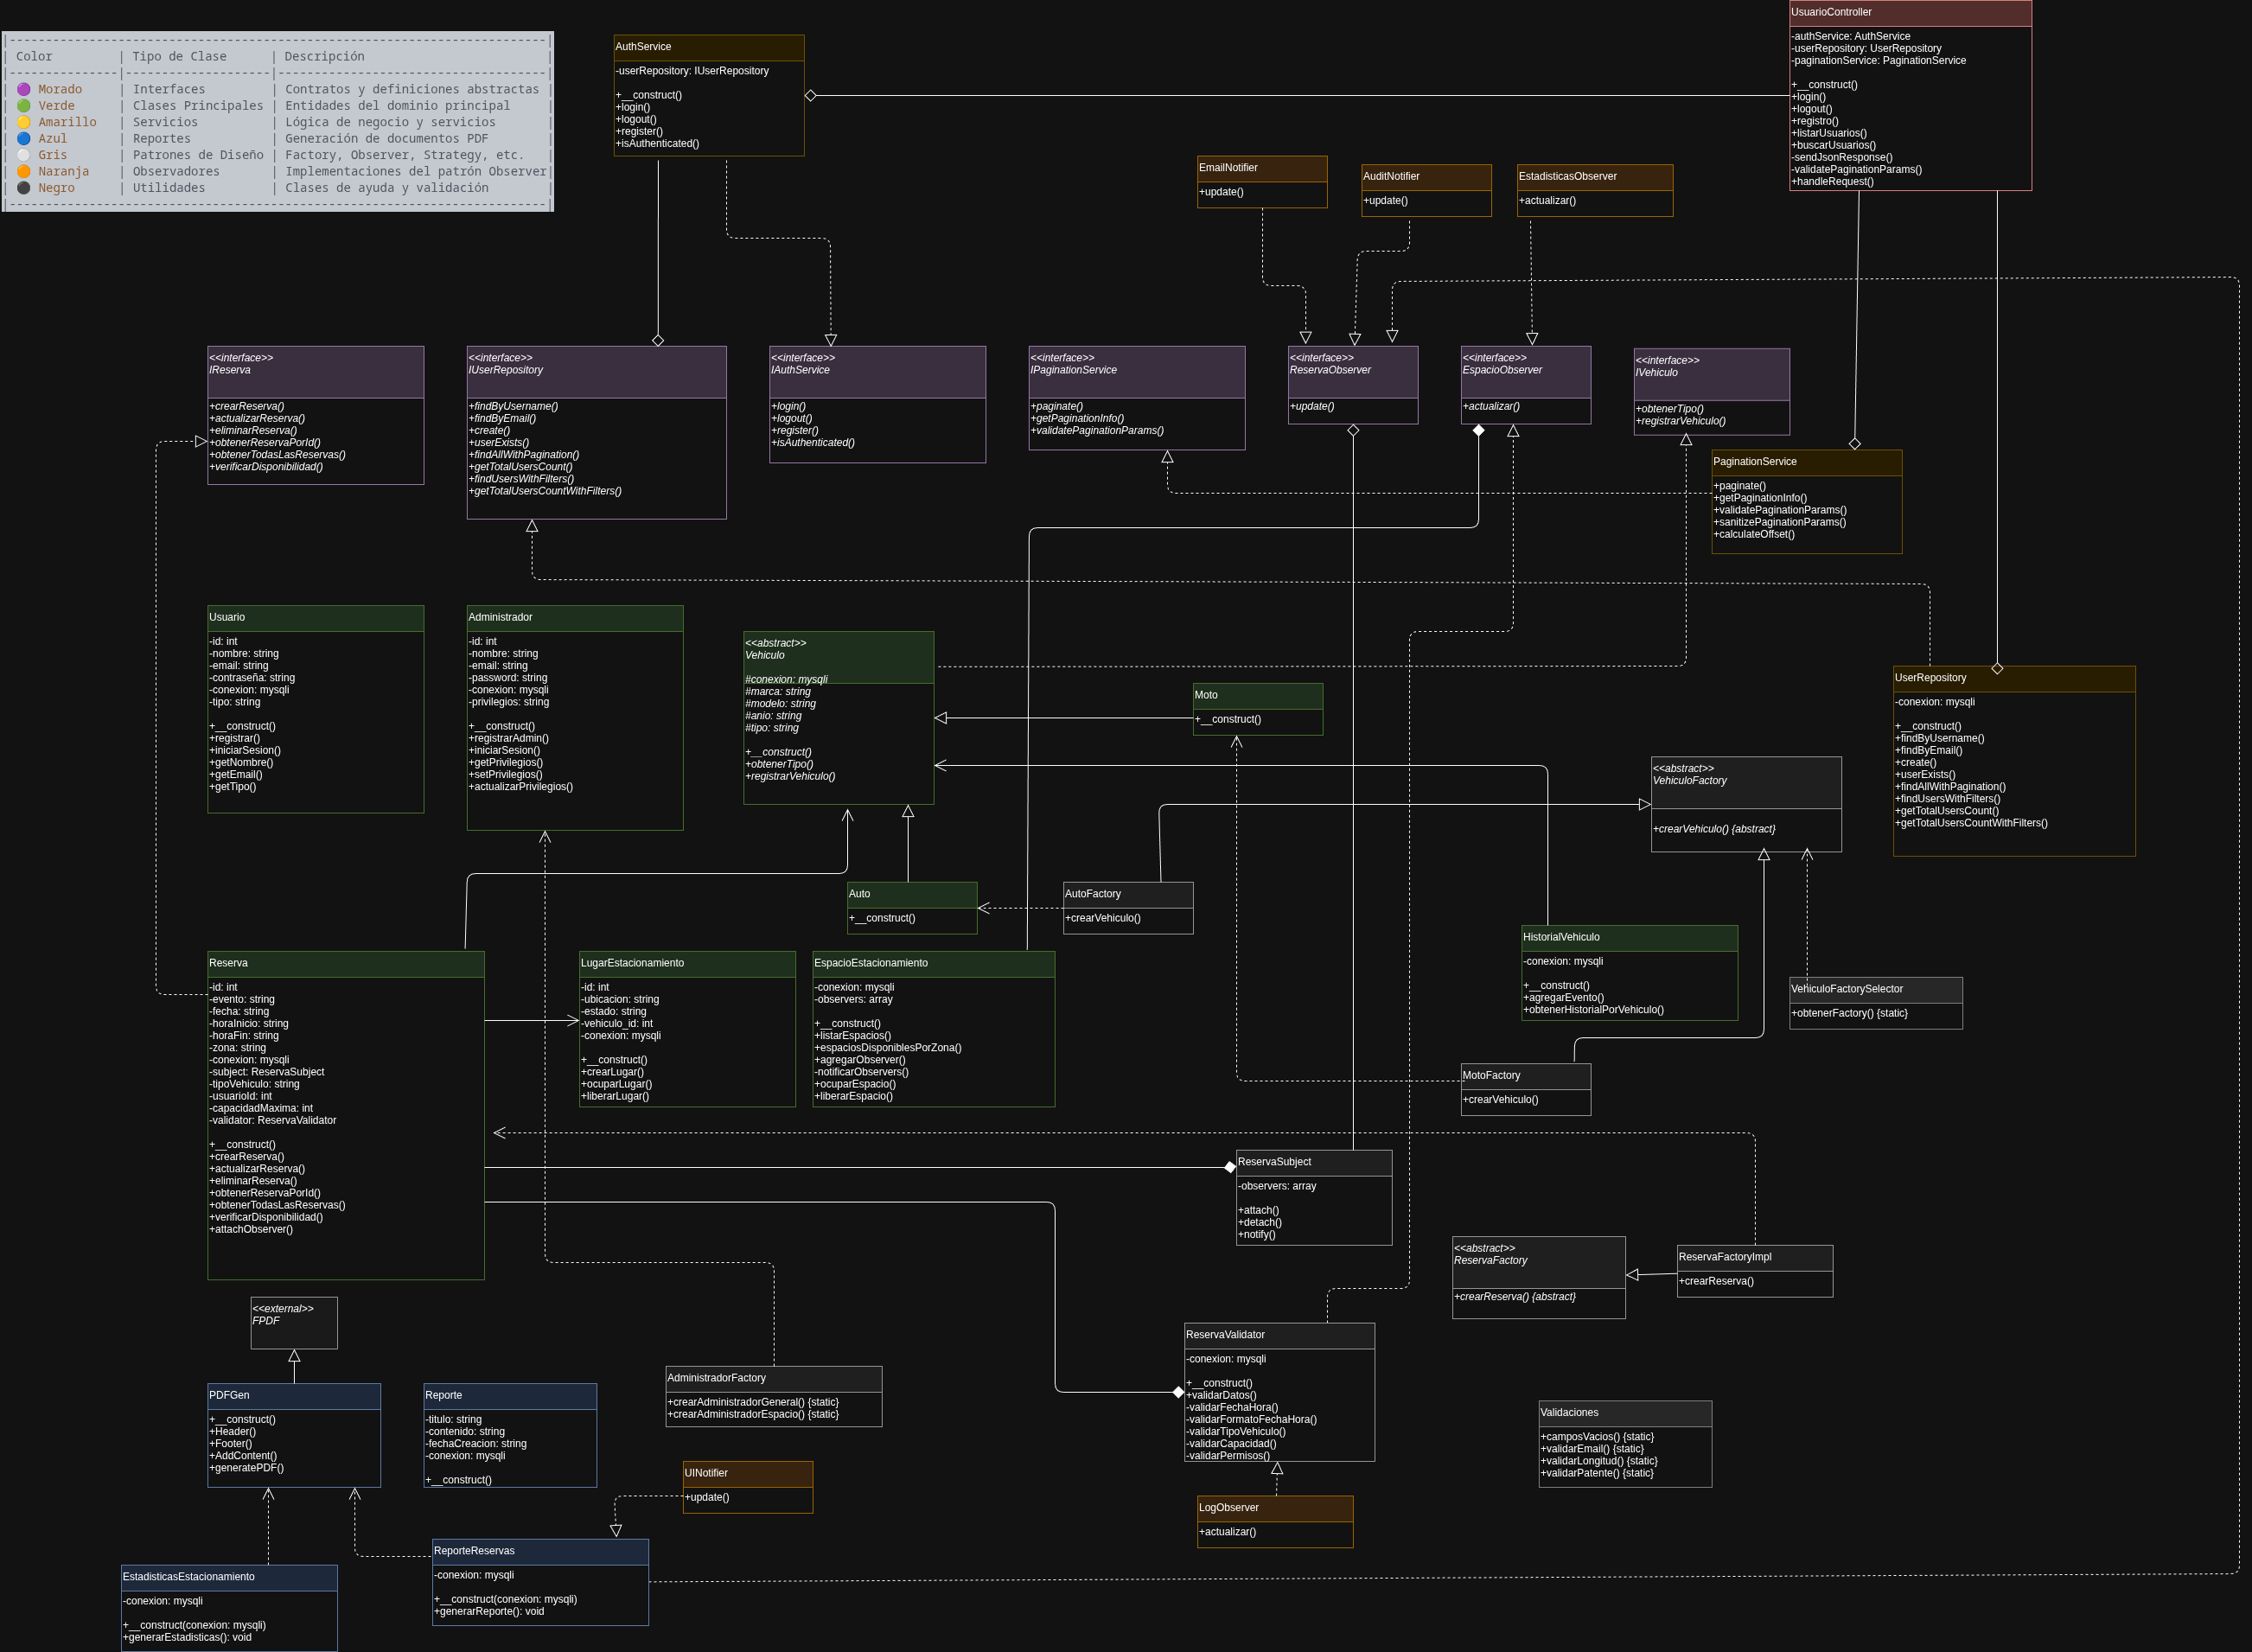 |-----------------------------------------------------------------------|
| Color | Tipo de Clase | Descripción |
|--------------|-------------------|-----------------------------------|
| 🟣 Morado | Interfaces | Contratos y definiciones abstractas |
| 🟢 Verde | Clases Principales | Entidades del dominio principal |
| 🟡 Amarillo | Servicios | Lógica de negocio y servicios |
| 🔵 Azul | Reportes | Generación de documentos PDF |
| ⚪ Gris | Patrones de Diseño | Factory, Observer, Strategy, etc. |
| 🟠 Naranja | Observadores | Implementaciones del patrón Observer|
| ⚫ Negro | Utilidades | Clases de ayuda y validación |
|-----------------------------------------------------------------------|
AuthService
-userRepository: IUserRepository
+__construct()
+login()
+logout()
+register()
+isAuthenticated()
UsuarioController
-authService: AuthService
-userRepository: UserRepository
-paginationService: PaginationService
+__construct()
+login()
+logout()
+registro()
+listarUsuarios()
+buscarUsuarios()
-sendJsonResponse()
-validatePaginationParams()
+handleRequest()
EmailNotifier
+update()
AuditNotifier
+update()
EstadisticasObserver
+actualizar()
<<interface>>
IReserva
+crearReserva()
+actualizarReserva()
+eliminarReserva()
+obtenerReservaPorId()
+obtenerTodasLasReservas()
+verificarDisponibilidad()
<<interface>>
IUserRepository
+findByUsername()
+findByEmail()
+create()
+userExists()
+findAllWithPagination()
+getTotalUsersCount()
+findUsersWithFilters()
+getTotalUsersCountWithFilters()
<<interface>>
IAuthService
+login()
+logout()
+register()
+isAuthenticated()
<<interface>>
IPaginationService
+paginate()
+getPaginationInfo()
+validatePaginationParams()
<<interface>>
ReservaObserver
+update()
<<interface>>
EspacioObserver
+actualizar()
<<interface>>
IVehiculo
+obtenerTipo()
+registrarVehiculo()
PaginationService
+paginate()
+getPaginationInfo()
+validatePaginationParams()
+sanitizePaginationParams()
+calculateOffset()
Usuario
-id: int
-nombre: string
-email: string
-contraseña: string
-conexion: mysqli
-tipo: string
+__construct()
+registrar()
+iniciarSesion()
+getNombre()
+getEmail()
+getTipo()
Administrador
-id: int
-nombre: string
-email: string
-password: string
-conexion: mysqli
-privilegios: string
+__construct()
+registrarAdmin()
+iniciarSesion()
+getPrivilegios()
+setPrivilegios()
+actualizarPrivilegios()
<<abstract>>
Vehiculo
#conexion: mysqli
#marca: string
#modelo: string
#anio: string
#tipo: string
+__construct()
+obtenerTipo()
+registrarVehiculo()
Moto
+__construct()
UserRepository
-conexion: mysqli
+__construct()
+findByUsername()
+findByEmail()
+create()
+userExists()
+findAllWithPagination()
+findUsersWithFilters()
+getTotalUsersCount()
+getTotalUsersCountWithFilters()
<<abstract>>
VehiculoFactory
+crearVehiculo() {abstract}
Auto
+__construct()
AutoFactory
+crearVehiculo()
HistorialVehiculo
-conexion: mysqli
+__construct()
+agregarEvento()
+obtenerHistorialPorVehiculo()
Reserva
-id: int
-evento: string
-fecha: string
-horaInicio: string
-horaFin: string
-zona: string
-conexion: mysqli
-subject: ReservaSubject
-tipoVehiculo: string
-usuarioId: int
-capacidadMaxima: int
-validator: ReservaValidator
+__construct()
+crearReserva()
+actualizarReserva()
+eliminarReserva()
+obtenerReservaPorId()
+obtenerTodasLasReservas()
+verificarDisponibilidad()
+attachObserver()
LugarEstacionamiento
-id: int
-ubicacion: string
-estado: string
-vehiculo_id: int
-conexion: mysqli
+__construct()
+crearLugar()
+ocuparLugar()
+liberarLugar()
EspacioEstacionamiento
-conexion: mysqli
-observers: array
+__construct()
+listarEspacios()
+espaciosDisponiblesPorZona()
+agregarObserver()
-notificarObservers()
+ocuparEspacio()
+liberarEspacio()
VehiculoFactorySelector
+obtenerFactory() {static}
MotoFactory
+crearVehiculo()
ReservaSubject
-observers: array
+attach()
+detach()
+notify()
<<abstract>>
ReservaFactory
+crearReserva() {abstract}
ReservaFactoryImpl
+crearReserva()
<<external>>
FPDF
ReservaValidator
-conexion: mysqli
+__construct()
+validarDatos()
-validarFechaHora()
-validarFormatoFechaHora()
-validarTipoVehiculo()
-validarCapacidad()
-validarPermisos()
AdministradorFactory
+crearAdministradorGeneral() {static}
+crearAdministradorEspacio() {static}
PDFGen
+__construct()
+Header()
+Footer()
+AddContent()
+generatePDF()
Reporte
-titulo: string
-contenido: string
-fechaCreacion: string
-conexion: mysqli
+__construct()
Validaciones
+camposVacios() {static}
+validarEmail() {static}
+validarLongitud() {static}
+validarPatente() {static}
UINotifier
+update()
LogObserver
+actualizar()
ReporteReservas
-conexion: mysqli
+__construct(conexion: mysqli)
+generarReporte(): void
EstadisticasEstacionamiento
-conexion: mysqli
+__construct(conexion: mysqli)
+generarEstadisticas(): void